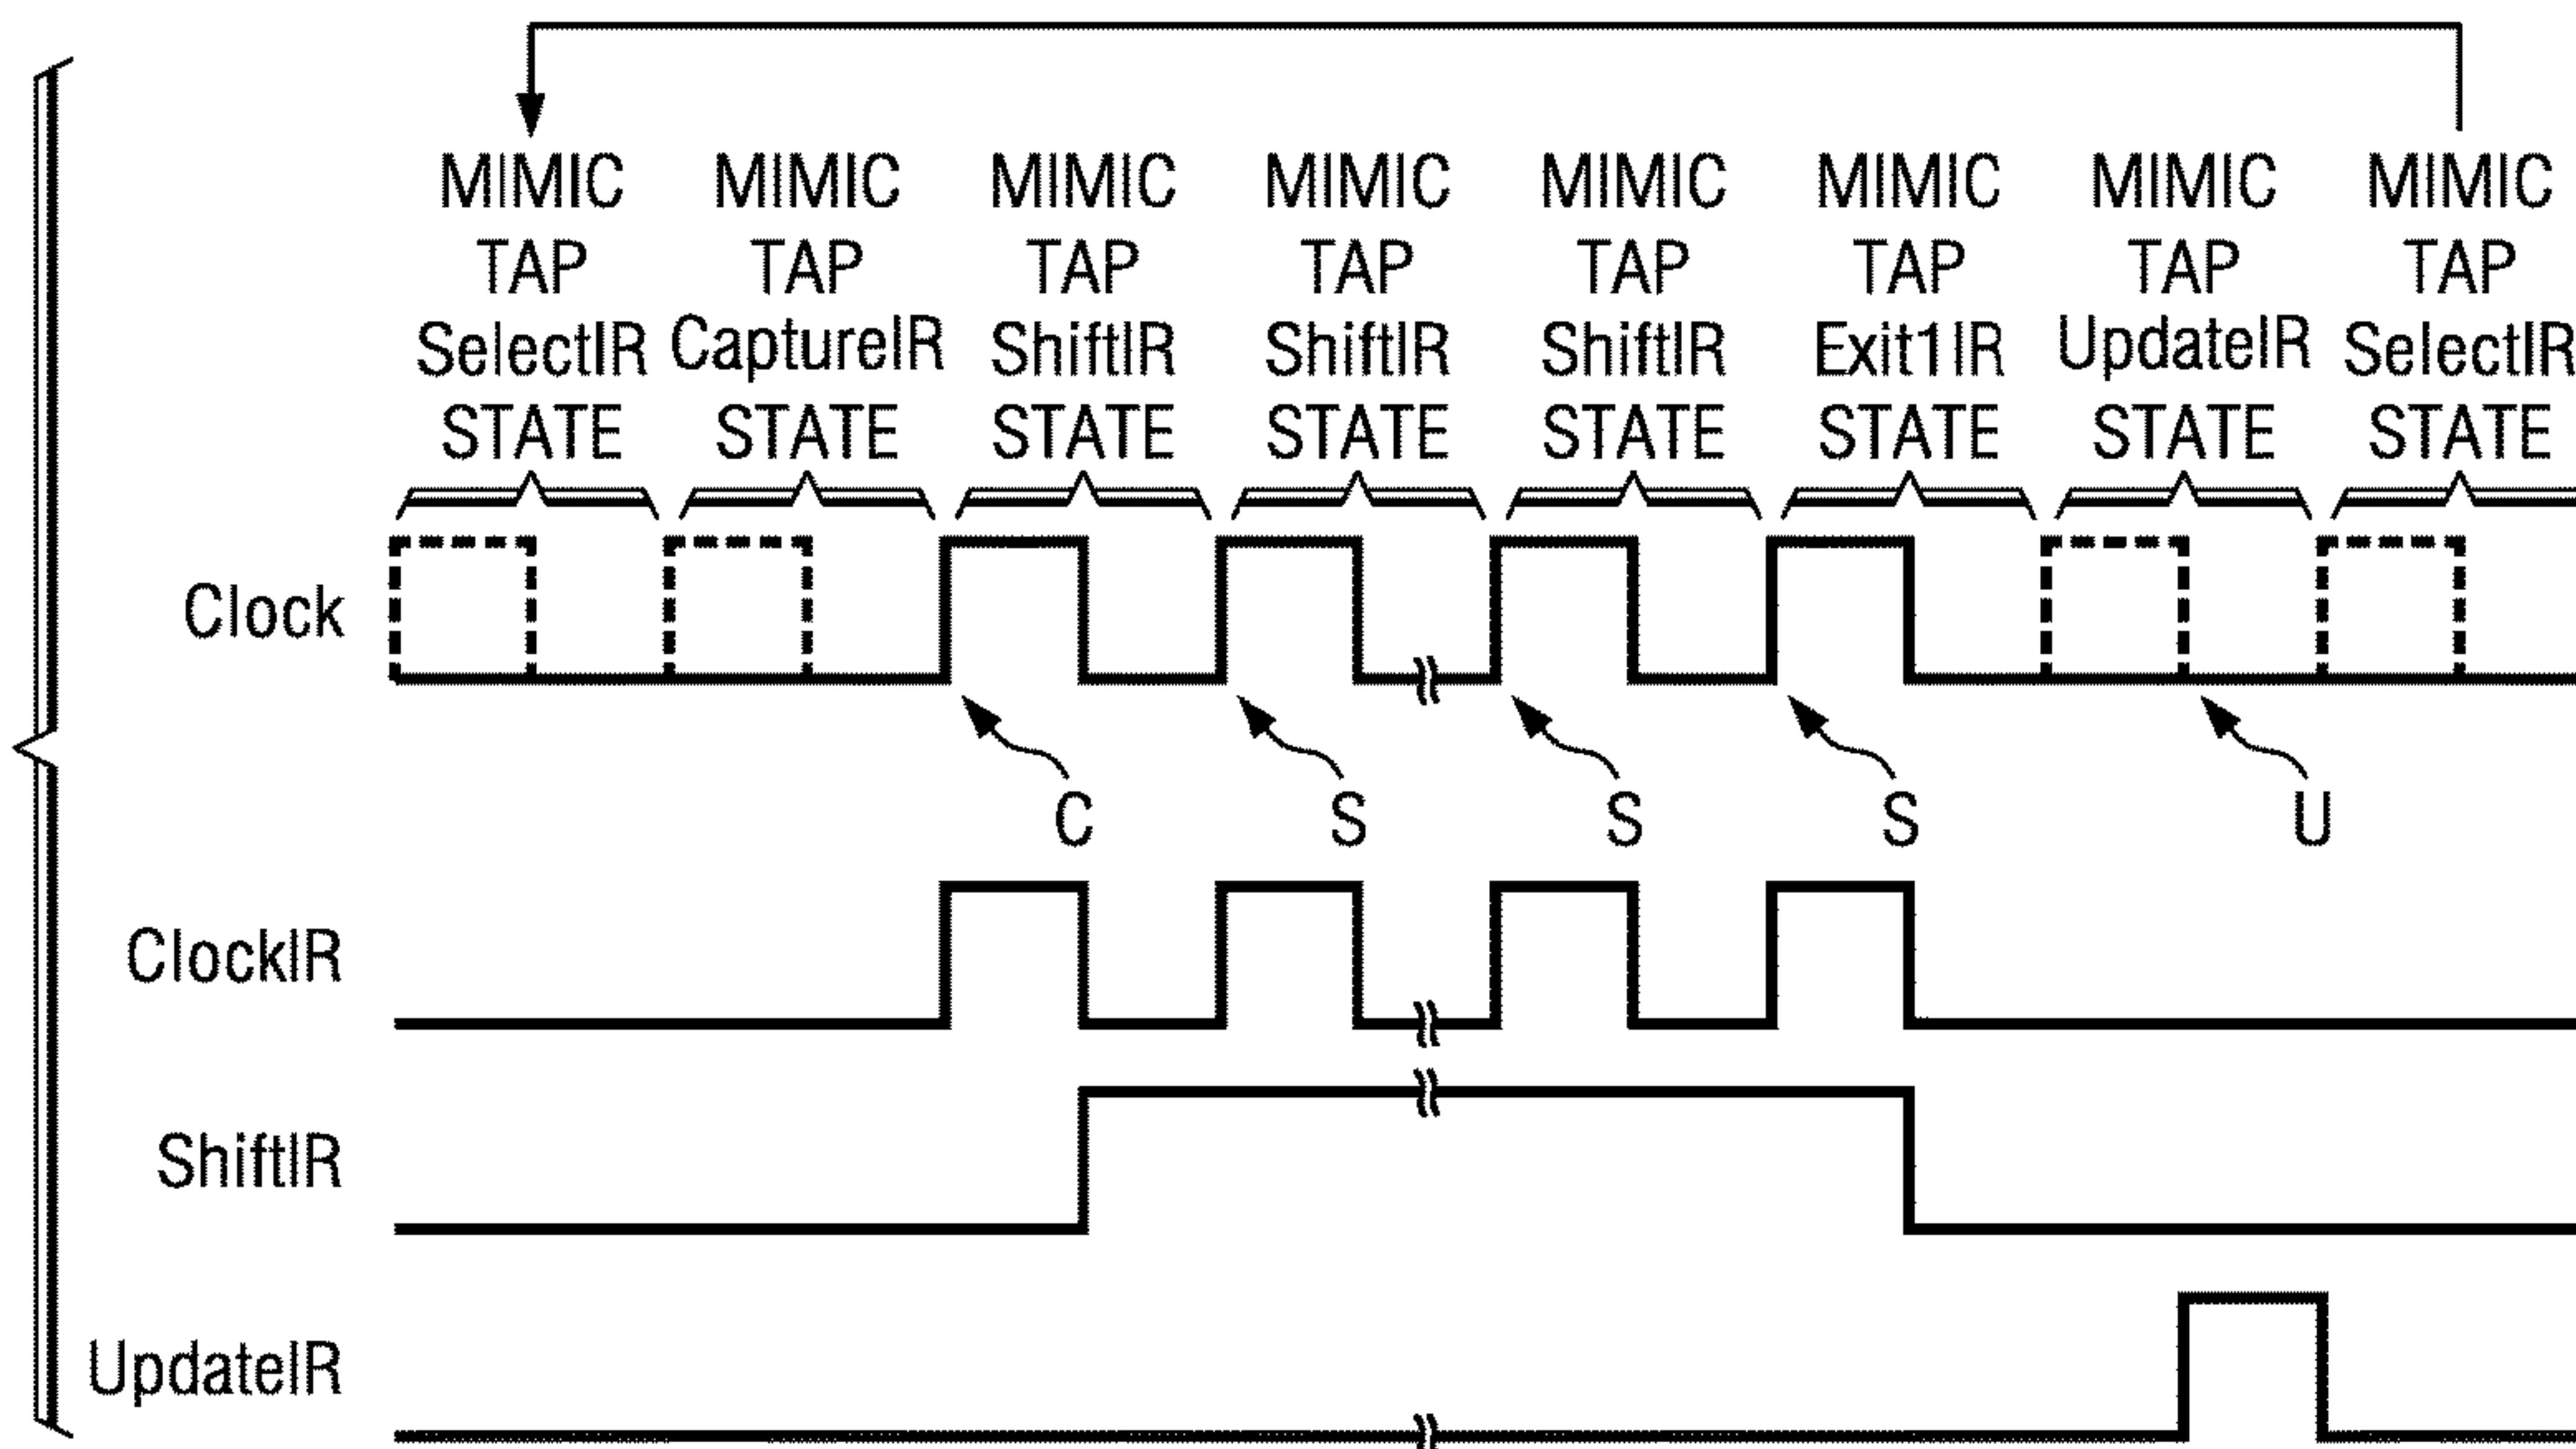 MIMIC MIMIC MIMIC MIMIC MIMIC MIMIC MIMIC MIMIC
TAP TAP TAP TAP TAP TAP TAP TAP
SelectIR CaptureIR ShiftIR ShiftIR ShiftIR Exit1IR UpdateIR SelectIR
STATE STATE STATE STATE STATE STATE STATE STATE
Clock
C S S S U
ClockIR
ShiftIR
UpdateIR